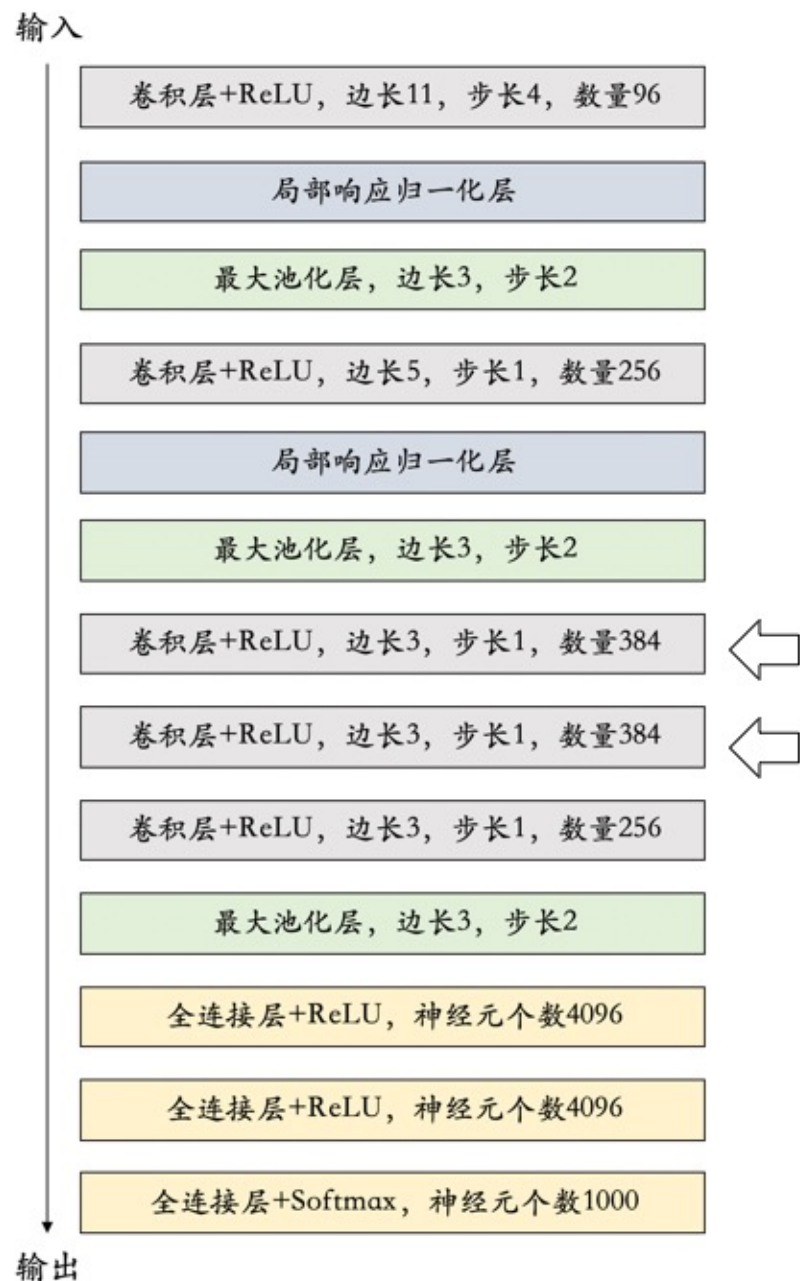 输入
卷积层+ReLU，边长11，步长4，数量96
局部响应归一化层
最大池化层，边长3，步长2
卷积层+ReLU，边长5，步长1，数量256
局部响应归一化层
最大池化层，边长3，步长2
卷积层+ReLU，边长3，步长1，数量384
卷积层+ReLU，边长3，步长1，数量384
卷积层+ReLU，边长3，步长1，数量256
最大池化层，边长3，步长2
全连接层+ReLU，神经元个数4096
全连接层+ReLU，神经元个数4096
全连接层+Softmax，神经元个数1000
输出